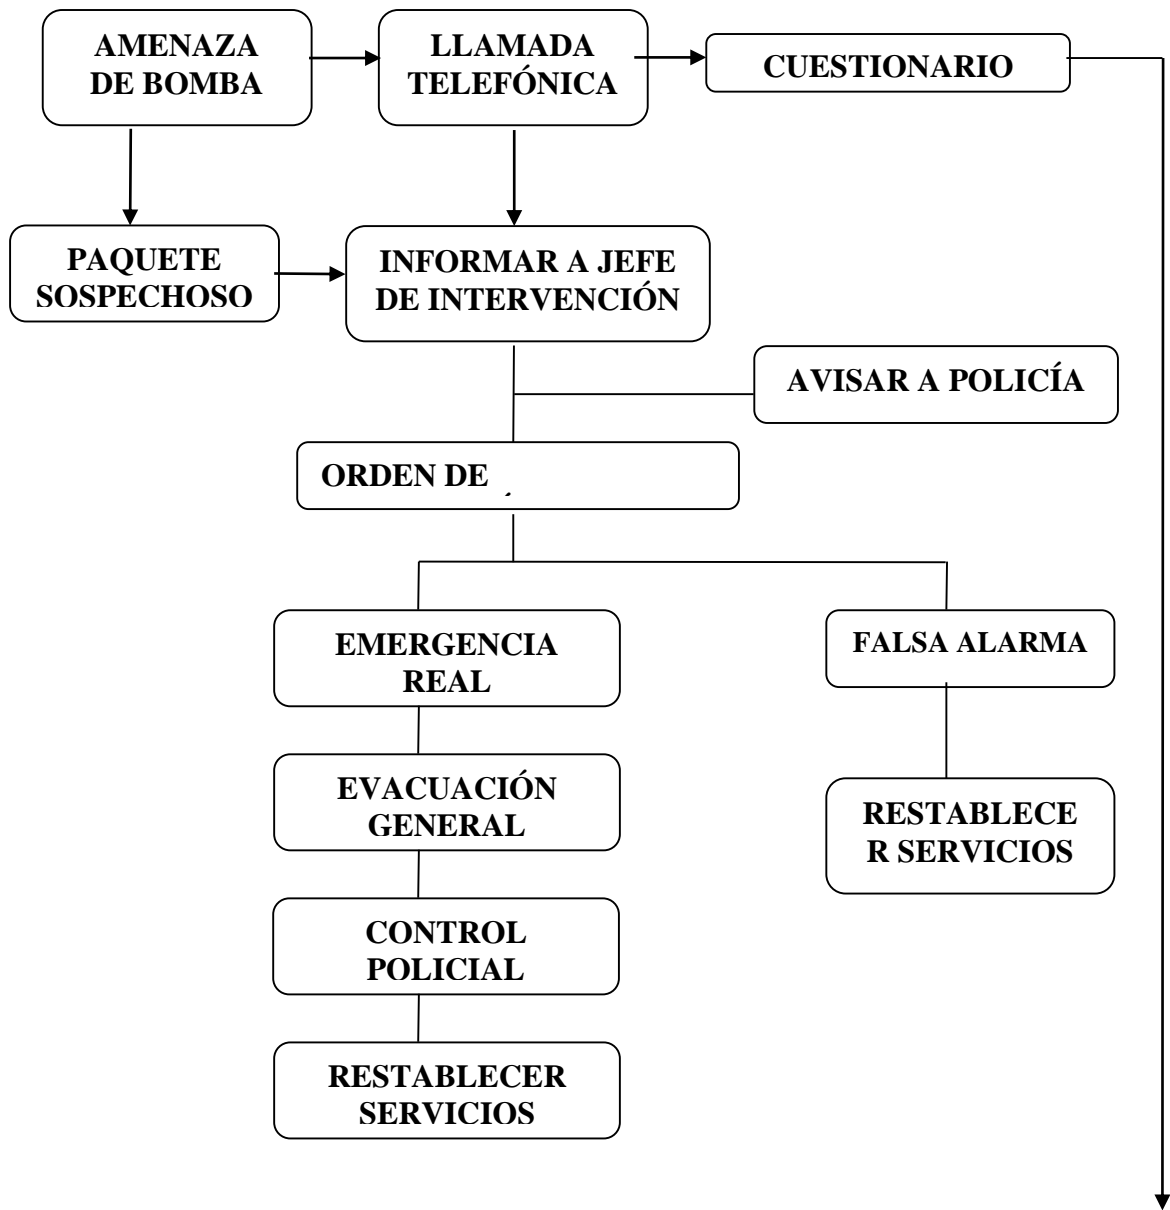 AMENAZA
DE BOMBA
LLAMADA
TELEFÓNICA
CUESTIONARIO
PAQUETE
SOSPECHOSO
INFORMAR A JEFE
DE INTERVENCIÓN
AVISAR A POLICÍA
ORDEN DE
EMERGENCIA
REAL
FALSA ALARMA
EVACUACIÓN
GENERAL
RESTABLECE
R SERVICIOS
CONTROL
POLICIAL
RESTABLECER
SERVICIOS